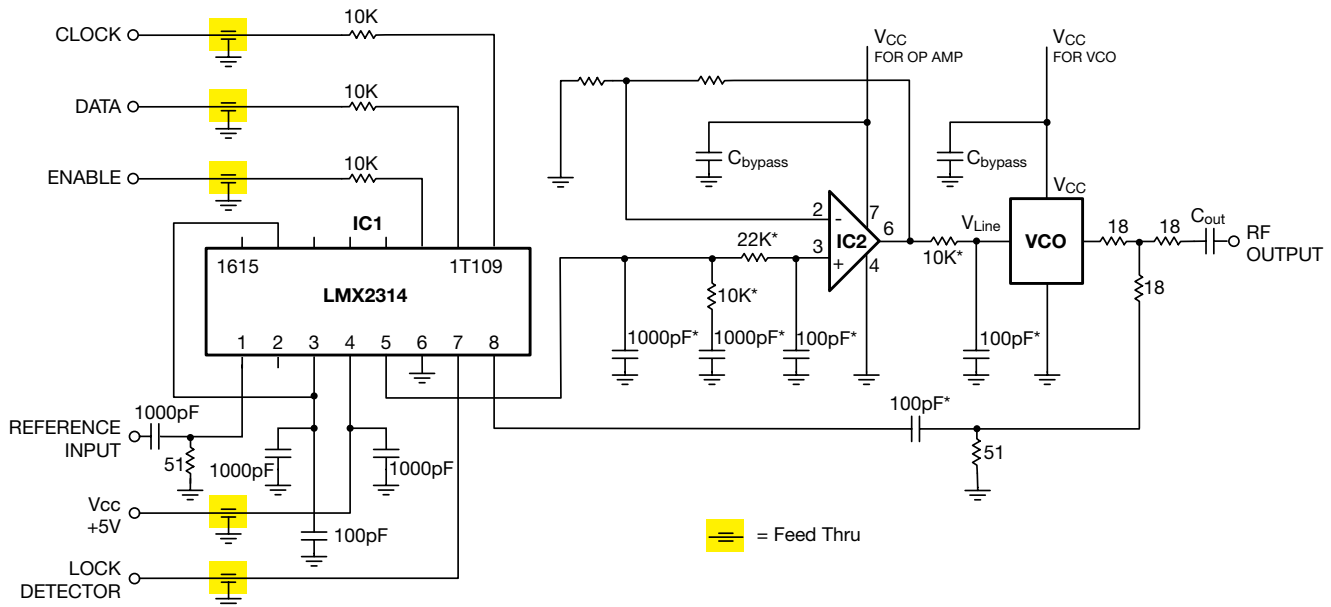 CLOCK
10K
DATA
10K
ENABLE
10K
IC1
1615
1T109
LMX2314
1 2 3 4 5 6 7 8
1000pF
REFERENCE
INPUT
51
1000pF
1000pF
Vcc
+5V
100pF
LOCK
DETECTOR
VCC
FOR OP AMP
Cbypass
2
-
7
IC2
6
3
+
4
22K*
10K*
1000pF*
1000pF*
100pF*
VCC
FOR VCO
Cbypass
VCC
VLine
VCO
10K*
100pF*
18
18
Cout
RF
OUTPUT
18
100pF*
51
= Feed Thru